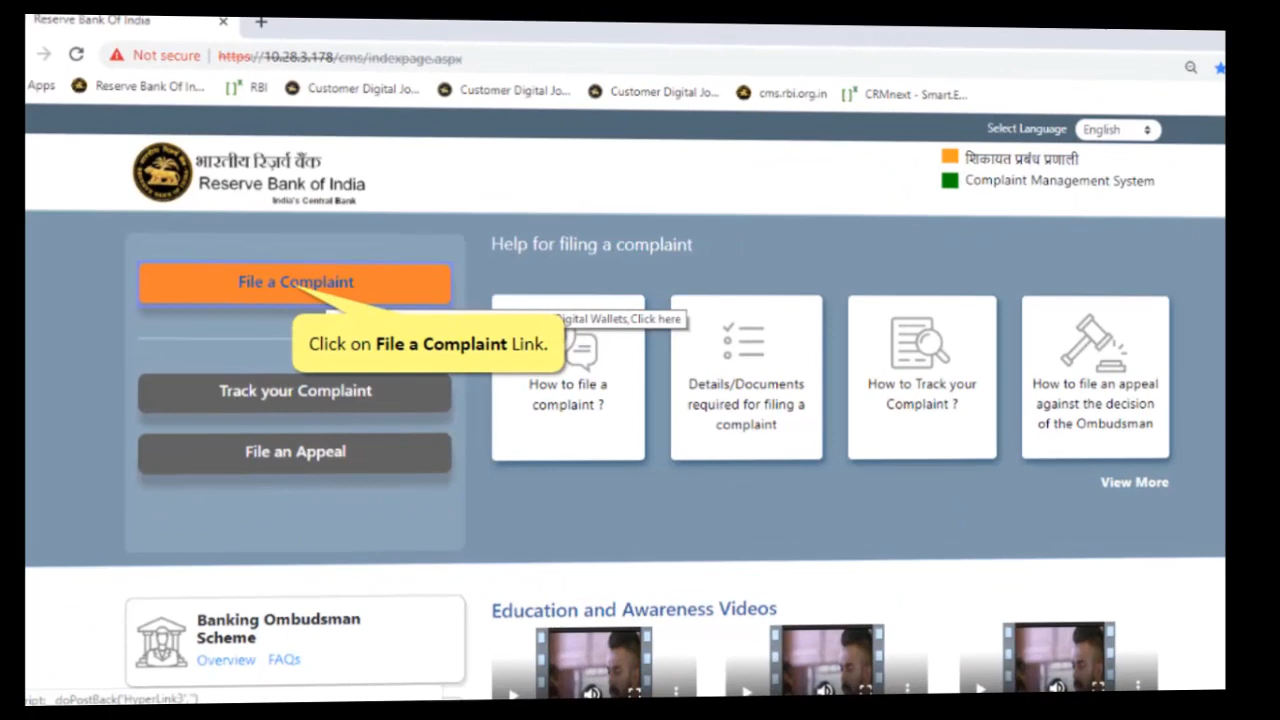 Reserve Bank Of India
Not secure https://10.28.3.178/cms/indexpage.aspx
Apps Reserve Bank Of In... RBI Customer Digital Jo... Customer Digital Jo... Customer Digital Jo... cms.rbi.org.in CRMnext - Smart.E...
Select Language English
भारतीय रिज़र्व बैंक
Reserve Bank of India
India's Central Bank
शिकायत प्रबंध प्रणाली
Complaint Management System
File a Complaint
Click on File a Complaint Link.
Track your Complaint
File an Appeal
Help for filing a complaint
Digital Wallets,Click here
How to file a
complaint ?
Details/Documents
required for filing a
complaint
How to Track your
Complaint ?
How to file an appeal
against the decision
of the Ombudsman
View More
Banking Ombudsman
Scheme
Overview FAQs
Education and Awareness Videos
ript: doPostBack('HyperLink3','')